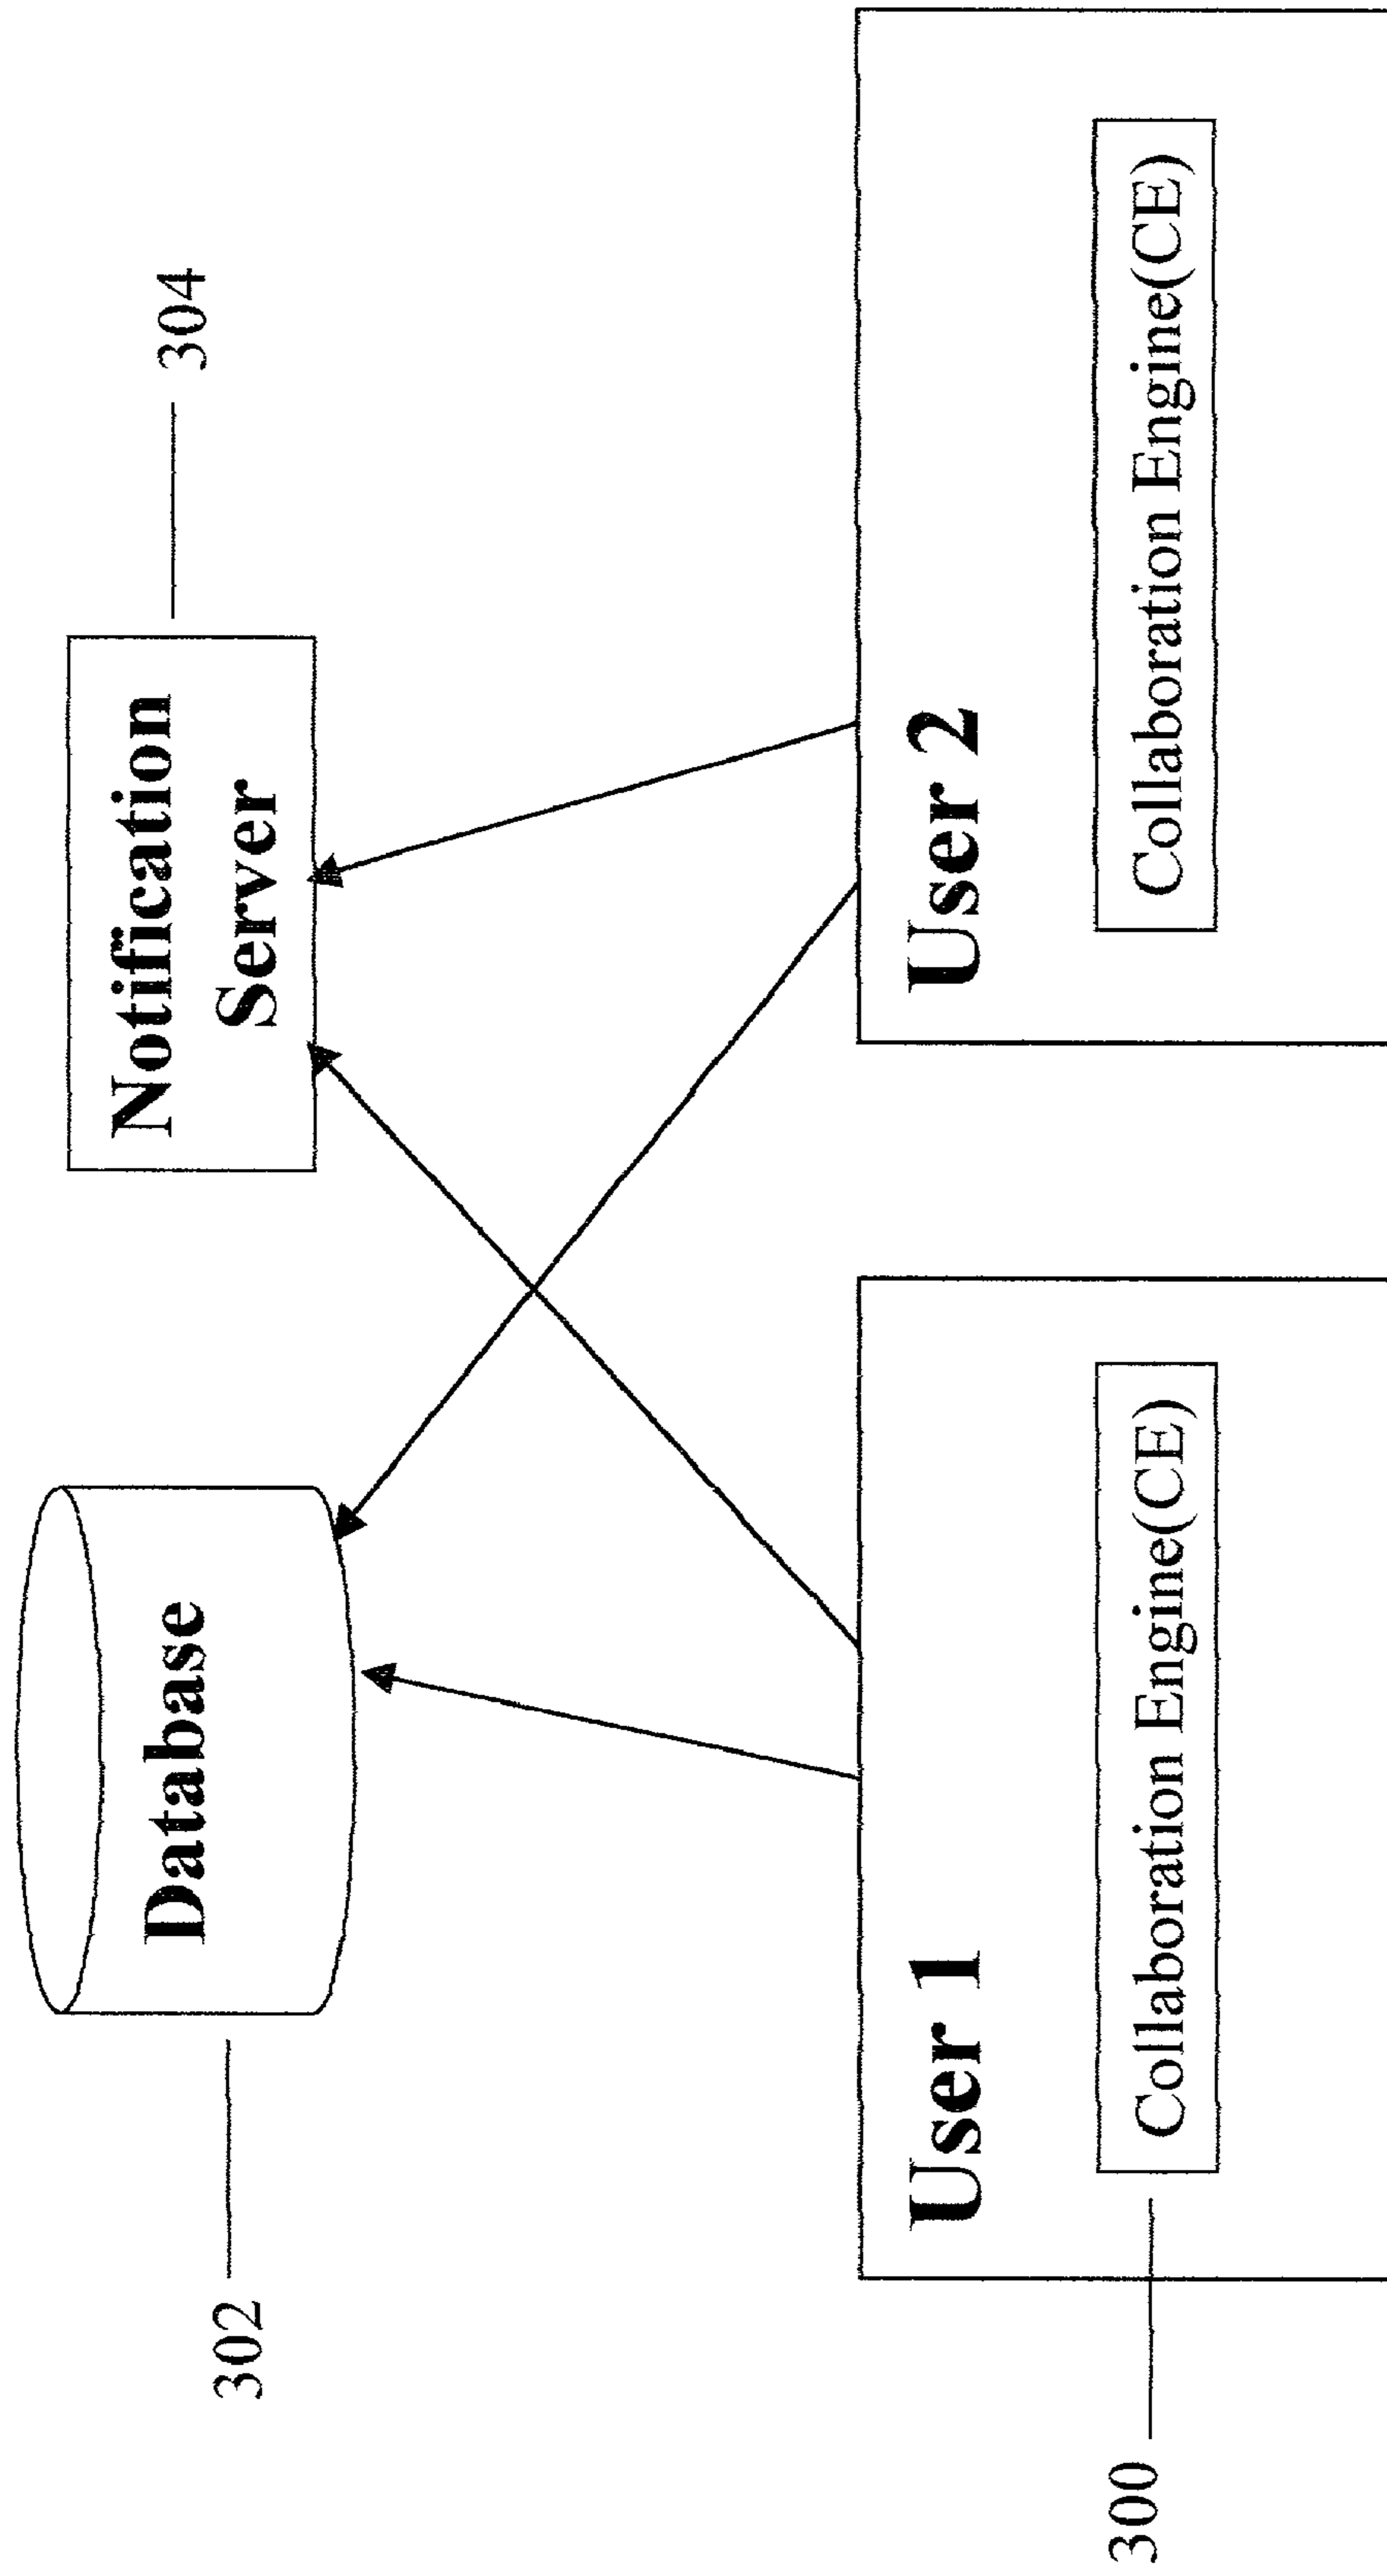 304
Notification
Server
Database
302
User 1
Collaboration Engine(CE)
300
User 2
Collaboration Engine(CE)